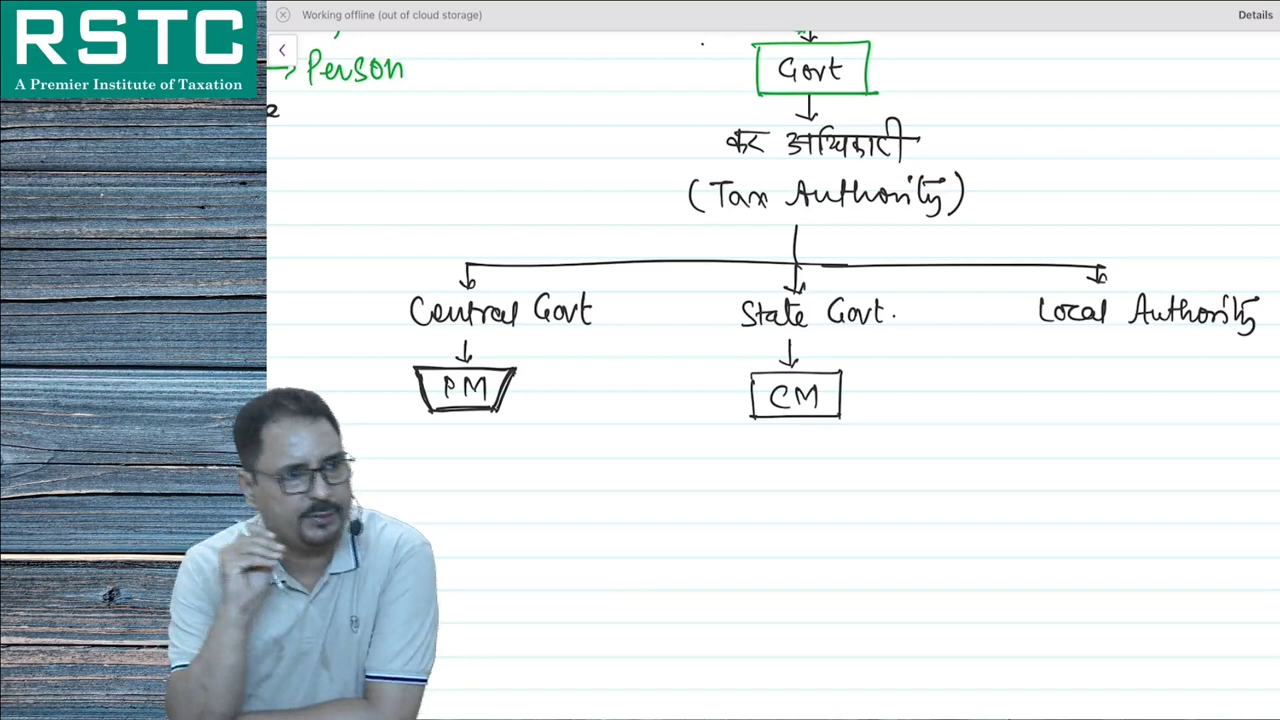 RSTC
A Premier Institute of Taxation
Working offline (out of cloud storage)
Details
Person
Govt
कर अधिकारी
(Tax Authority)
Central Govt State Govt. Local Authority
PM CM